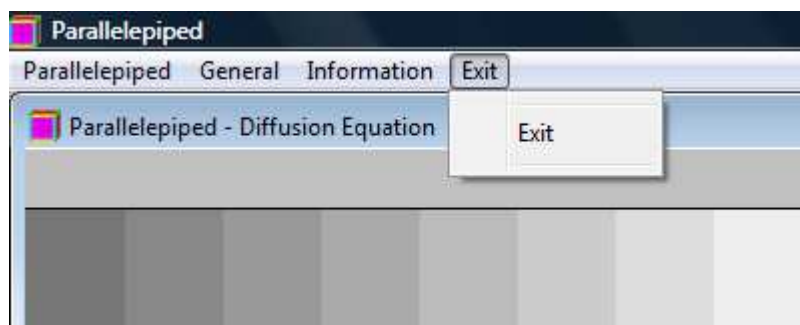 Parallelepiped
Parallelepiped General Information Exit
Parallelepiped - Diffusion Equation
Exit